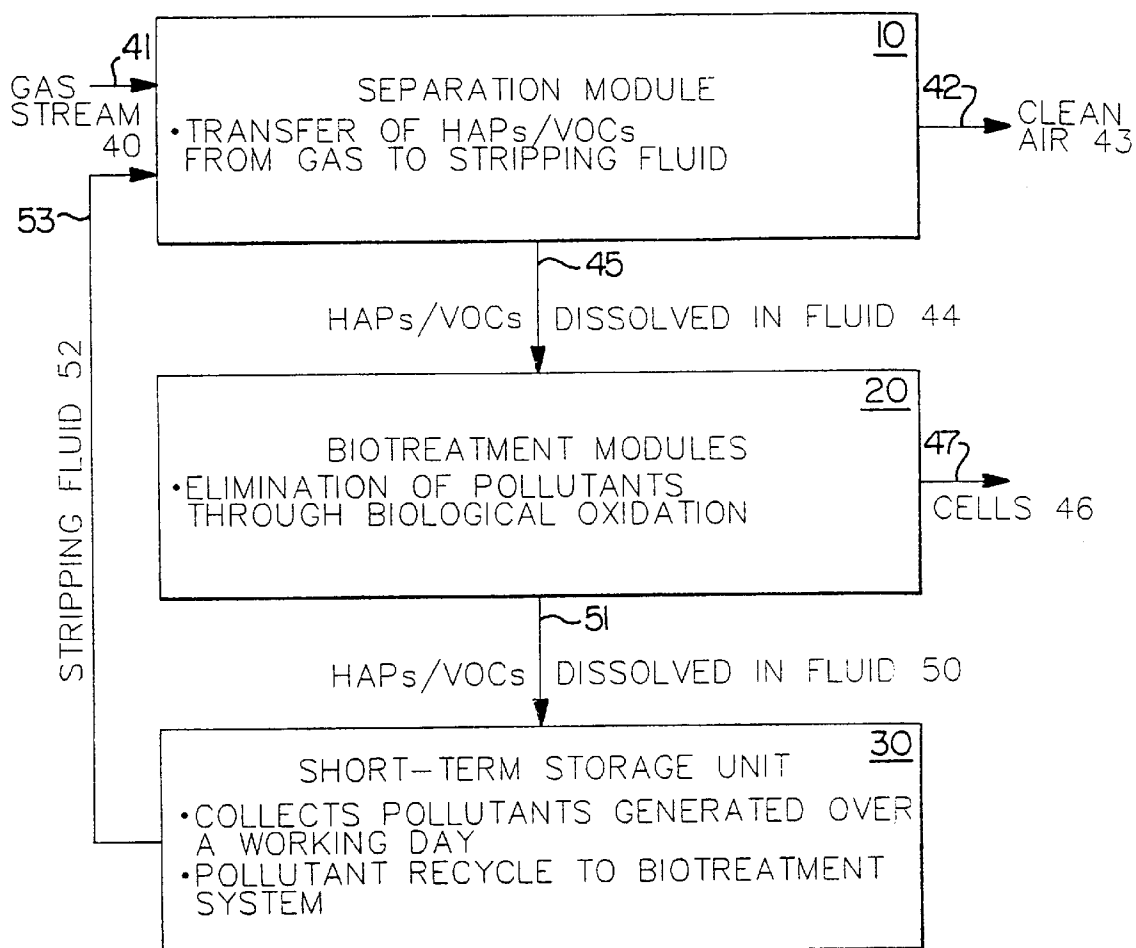 41
10
GAS
STREAM
40
SEPARATION MODULE
•TRANSFER OF HAPs/VOCs
FROM GAS TO STRIPPING FLUID
42
CLEAN
AIR 43
53
45
HAPs/VOCs DISSOLVED IN FLUID 44
STRIPPING FLUID 52
20
BIOTREATMENT MODULES
•ELIMINATION OF POLLUTANTS
THROUGH BIOLOGICAL OXIDATION
47
CELLS 46
51
HAPs/VOCs DISSOLVED IN FLUID 50
30
SHORT-TERM STORAGE UNIT
•COLLECTS POLLUTANTS GENERATED OVER
A WORKING DAY
•POLLUTANT RECYCLE TO BIOTREATMENT
SYSTEM